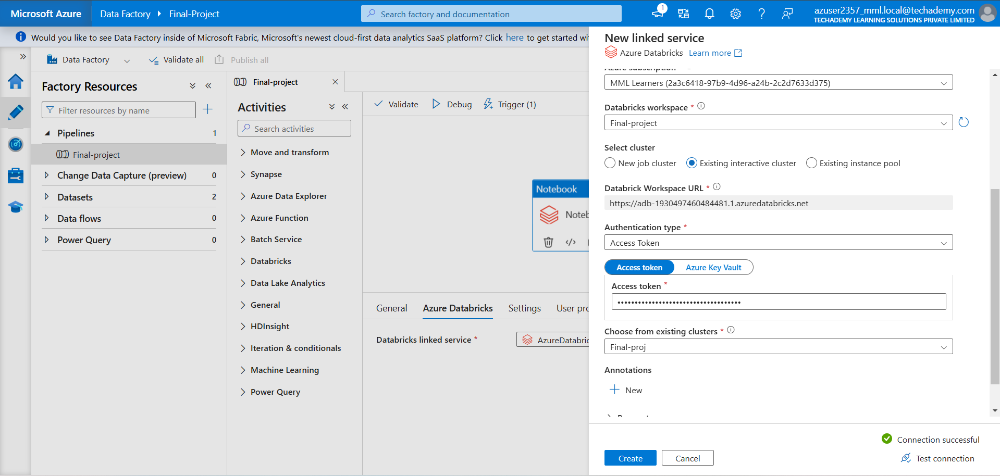 Microsoft Azure
Data Factory
Final-Project
Search factory and documentation
1
azuser2357_mml.local@techademy.com
TECHADEMY LEARNING SOLUTIONS PRIVATE LIMITED
Would you like to see Data Factory inside of Microsoft Fabric, Microsoft's newest cloud-first data analytics SaaS platform? Click here to get started
Data Factory
Validate all
Publish all
Factory Resources
Filter resources by name
Pipelines 1
Final-project
Change Data Capture (preview) 0
Datasets 2
Data flows 0
Power Query 0
Final-project
Activities
Search activities
Move and transform
Synapse
Azure Data Explorer
Azure Function
Batch Service
Databricks
Data Lake Analytics
General
HDInsight
Iteration & conditionals
Machine Learning
Power Query
Validate
Debug
Trigger (1)
Notebook
Noteb
General
Azure Databricks
Settings
User pro
Databricks linked service *
AzureDatabric
New linked service
Azure Databricks
Learn more
Azure subscription
MML Learners (2a3c6418-97b9-4d96-a24b-2c2d7633d375)
Databricks workspace *
Final-project
Select cluster
New job cluster
Existing interactive cluster
Existing instance pool
Databrick Workspace URL *
https://adb-1930497460484481.1.azuredatabricks.net
Authentication type *
Access Token
Access token
Azure Key Vault
Access token *
••••••••••••••••••••••••••••••••••••
Choose from existing clusters *
Final-proj
Annotations
New
Connection successful
Create
Cancel
Test connection